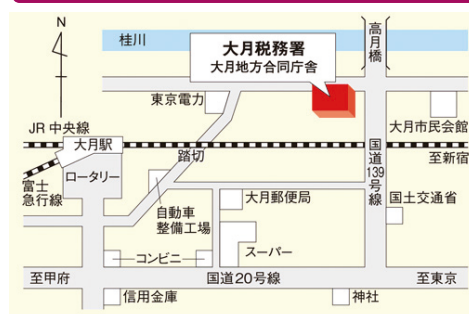 N
桂川
高月橋
大月税務署
大月地方合同庁舎
東京電力
大月市民会館
JR中央線
大月駅
踏切
至新宿
富士
急行線
ロータリー
国道139号線
自動車
整備工場
大月郵便局
国土交通省
コンビニ
スーパー
至甲府
国道20号線
至東京
信用金庫
神社